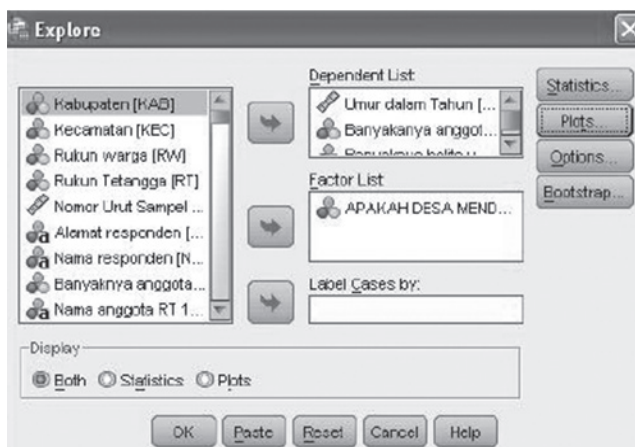 Explore
Kabupaten [KAB]
Kecamatan [KEC]
Rukun warga [RW]
Rukun Tetangga [RT]
Nomor Urut Sampel ...
Alamat responden [...
Nama responden [N...
Banyaknya anggota...
Nama anggota RT 1...
Dependent List:
Umur dalam Tahun [...
Banyakanya anggot...
Factor List:
APAKAH DESA MEND...
Label Cases by:
Statistics...
Plots...
Options...
Bootstrap...
Display
Both Statistics Plots
OK Paste Reset Cancel Help